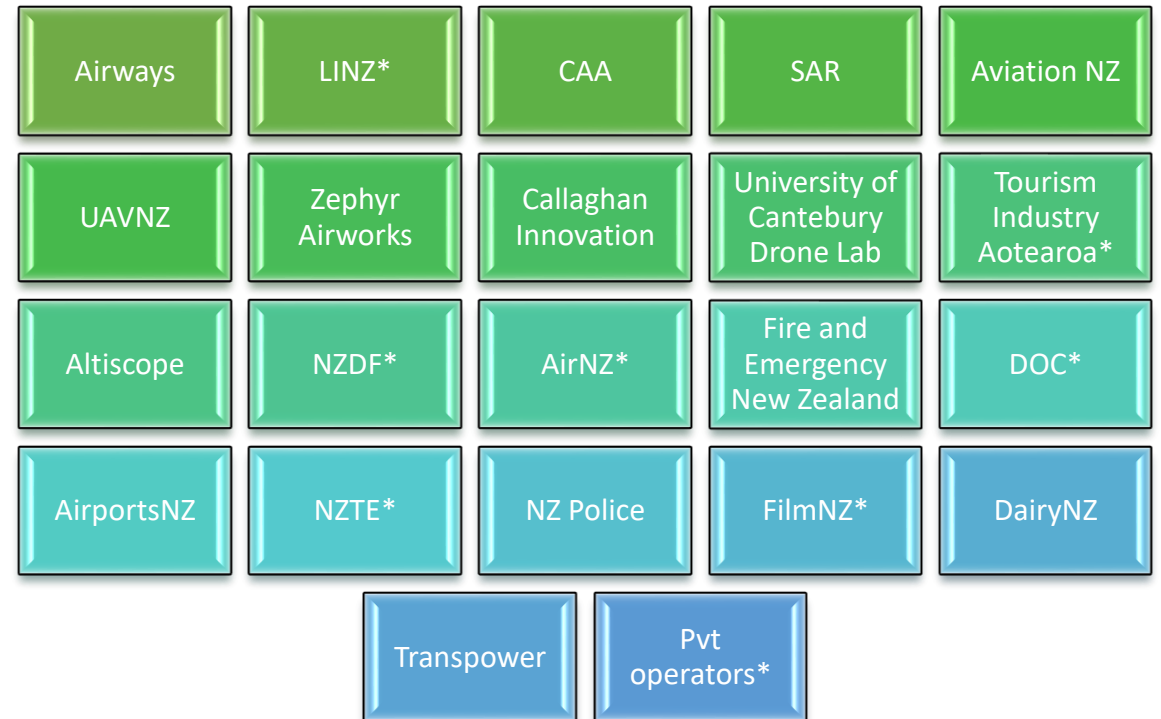 Airways
LINZ*
CAA
SAR
Aviation NZ
UAVNZ
Zephyr
Airworks
Callaghan
Innovation
University of
Cantebury
Drone Lab
Tourism
Industry
Aotearoa*
Altiscope
NZDF*
AirNZ*
Fire and
Emergency
New Zealand
DOC*
AirportsNZ
NZTE*
NZ Police
FilmNZ*
DairyNZ
Transpower
Pvt
operators*